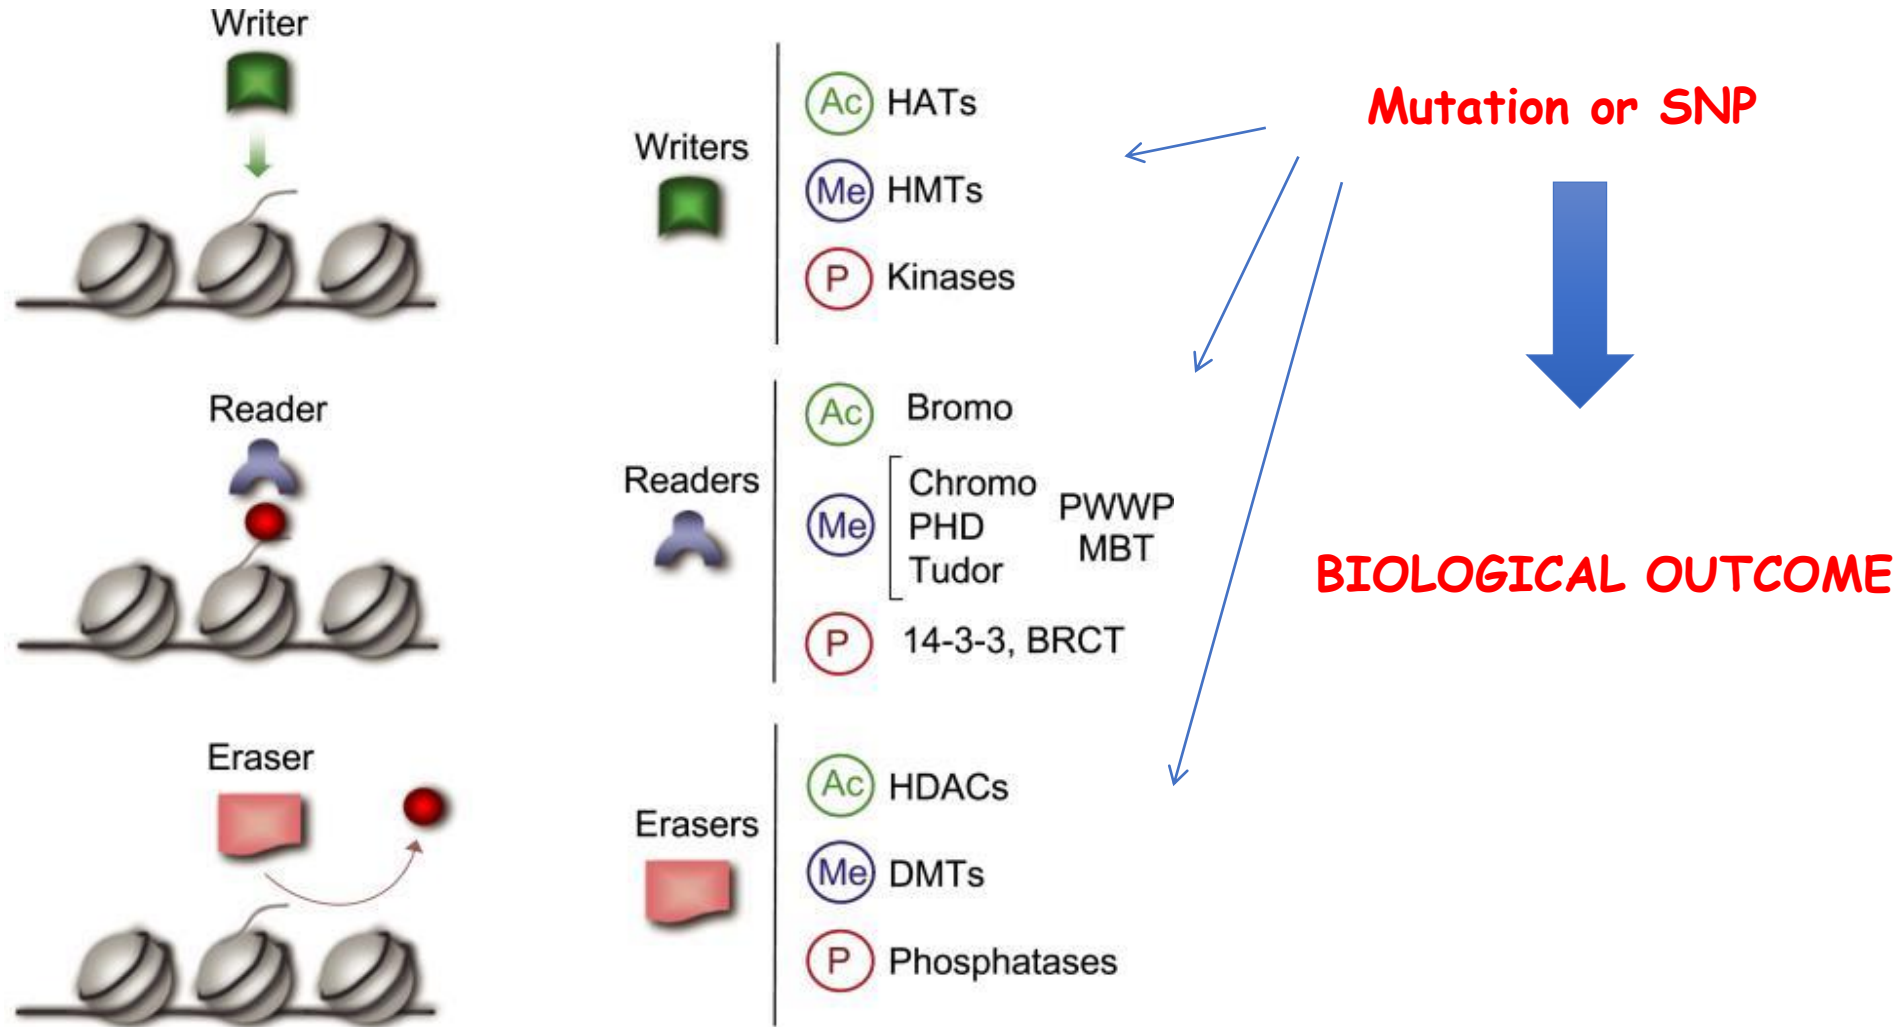 Writer
Writers
Ac HATs
Me HMTs
P Kinases
Mutation or SNP
Reader
Readers
Ac Bromo
Me Chromo
PHD
Tudor
PWWP
MBT
P 14-3-3, BRCT
BIOLOGICAL OUTCOME
Eraser
Erasers
Ac HDACs
Me DMTs
P Phosphatases